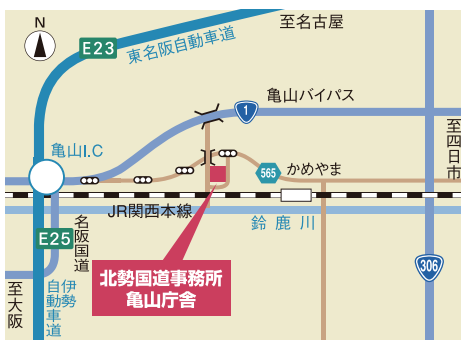 N
至名古屋
E23
東名阪自動車道
亀山バイパス
1
至四日市
亀山I.C
565
かめやま
JR関西本線
鈴鹿川
名阪国道
E25
北勢国道事務所
亀山庁舎
306
至大阪
伊勢
自動車道